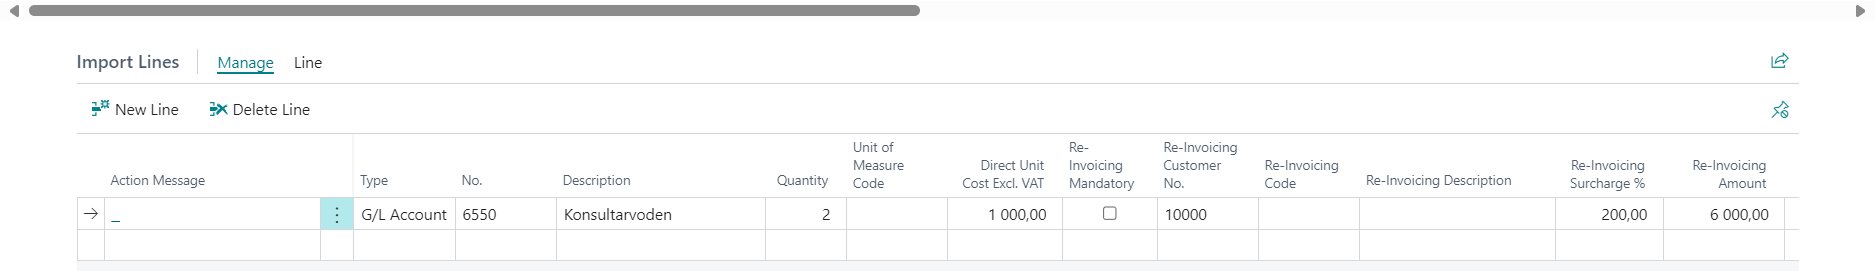 Import Lines Manage Line
New Line Delete Line
Action Message Type No. Description Quantity Unit of Measure Code Direct Unit Cost Excl. VAT Re-Invoicing Mandatory Re-Invoicing Customer No. Re-Invoicing Code Re-Invoicing Description Re-Invoicing Surcharge % Re-Invoicing Amount
_ G/L Account 6550 Konsultarvoden 2 1 000,00 10000 200,00 6 000,00